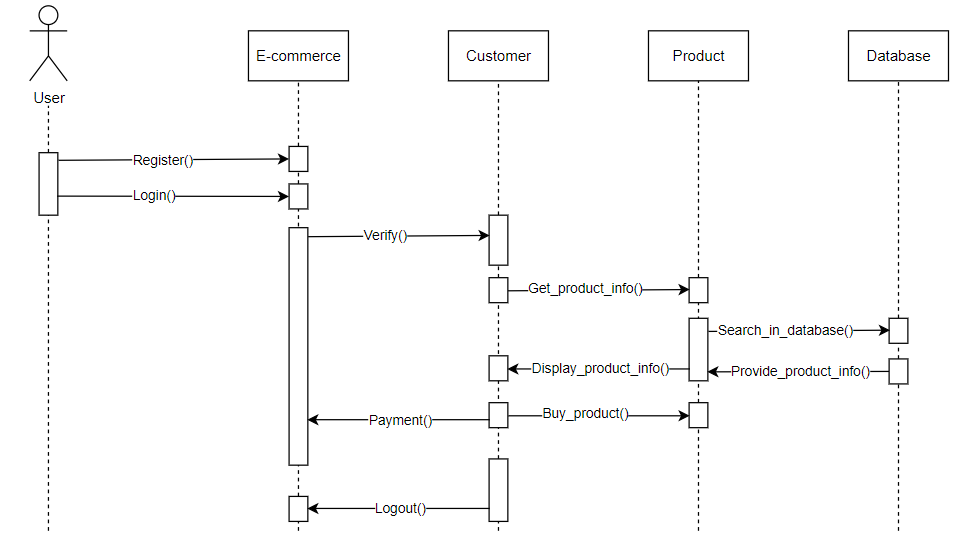 E-commerce
Customer
Product
Database
User
Register()
Login()
Verify()
Get_product_info()
Search_in_database()
Display_product_info()
Provide_product_info()
Buy_product()
Payment()
Logout()